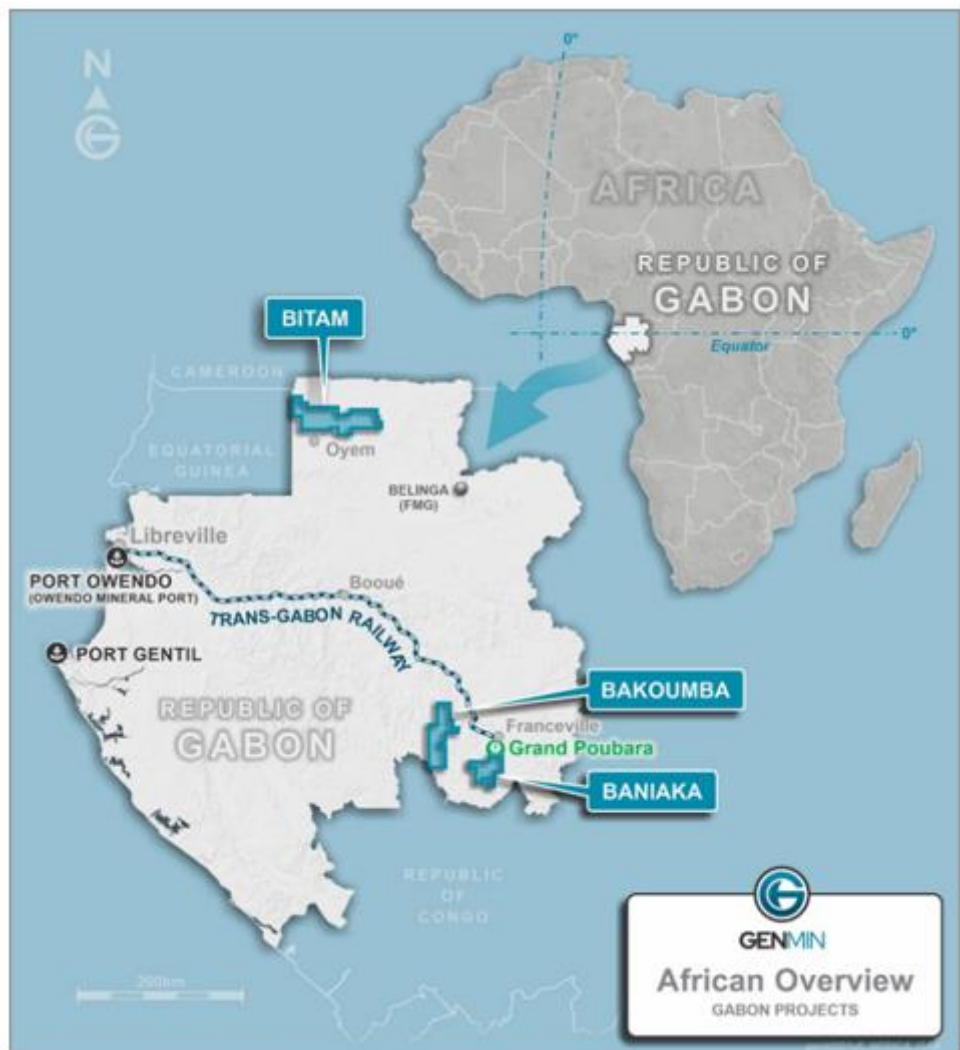 N
0°
AFRICA
REPUBLIC OF
GABON
0°
Equator
BITAM
CAMEROON
EQUATORIAL
GUINEA
Oyem
BELINGA
(FMG)
Libreville
PORT OWENDO
(OWENDO MINERAL PORT)
Booué
TRANS-GABON RAILWAY
PORT GENTIL
REPUBLIC OF
GABON
BAKOUMBA
Franceville
Grand Poubara
BANIAKA
REPUBLIC
OF
CONGO
200km
G
GENMIN
African Overview
GABON PROJECTS